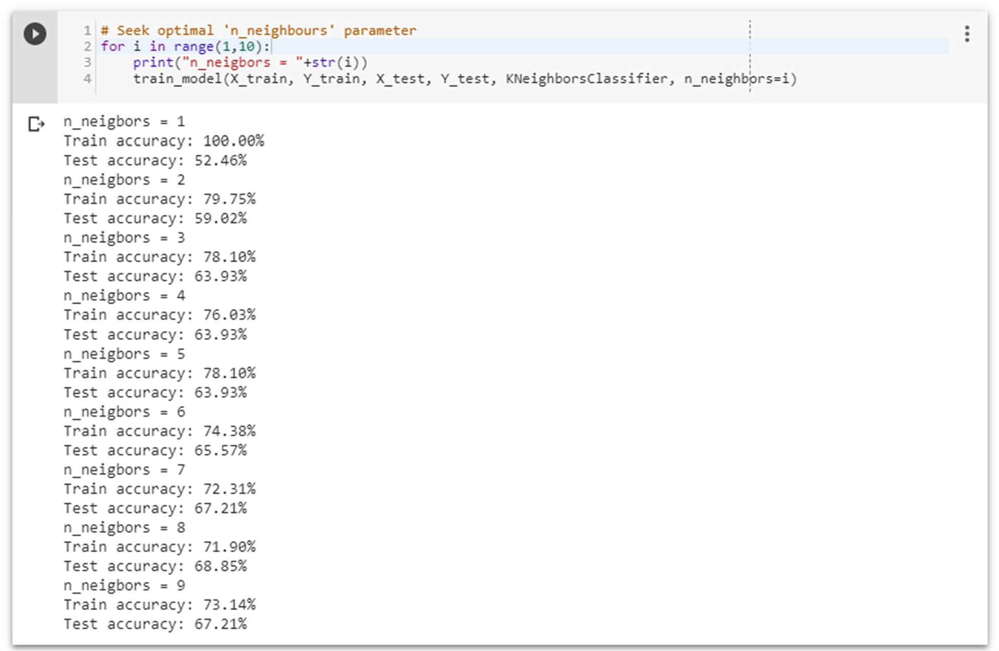 1 # Seek optimal 'n_neighbours' parameter
2 for i in range(1,10):
3     print("n_neigbors = "+str(i))
4     train_model(X_train, Y_train, X_test, Y_test, KNeighborsClassifier, n_neighbors=i)
n_neigbors = 1
Train accuracy: 100.00%
Test accuracy: 52.46%
n_neigbors = 2
Train accuracy: 79.75%
Test accuracy: 59.02%
n_neigbors = 3
Train accuracy: 78.10%
Test accuracy: 63.93%
n_neigbors = 4
Train accuracy: 76.03%
Test accuracy: 63.93%
n_neigbors = 5
Train accuracy: 78.10%
Test accuracy: 63.93%
n_neigbors = 6
Train accuracy: 74.38%
Test accuracy: 65.57%
n_neigbors = 7
Train accuracy: 72.31%
Test accuracy: 67.21%
n_neigbors = 8
Train accuracy: 71.90%
Test accuracy: 68.85%
n_neigbors = 9
Train accuracy: 73.14%
Test accuracy: 67.21%